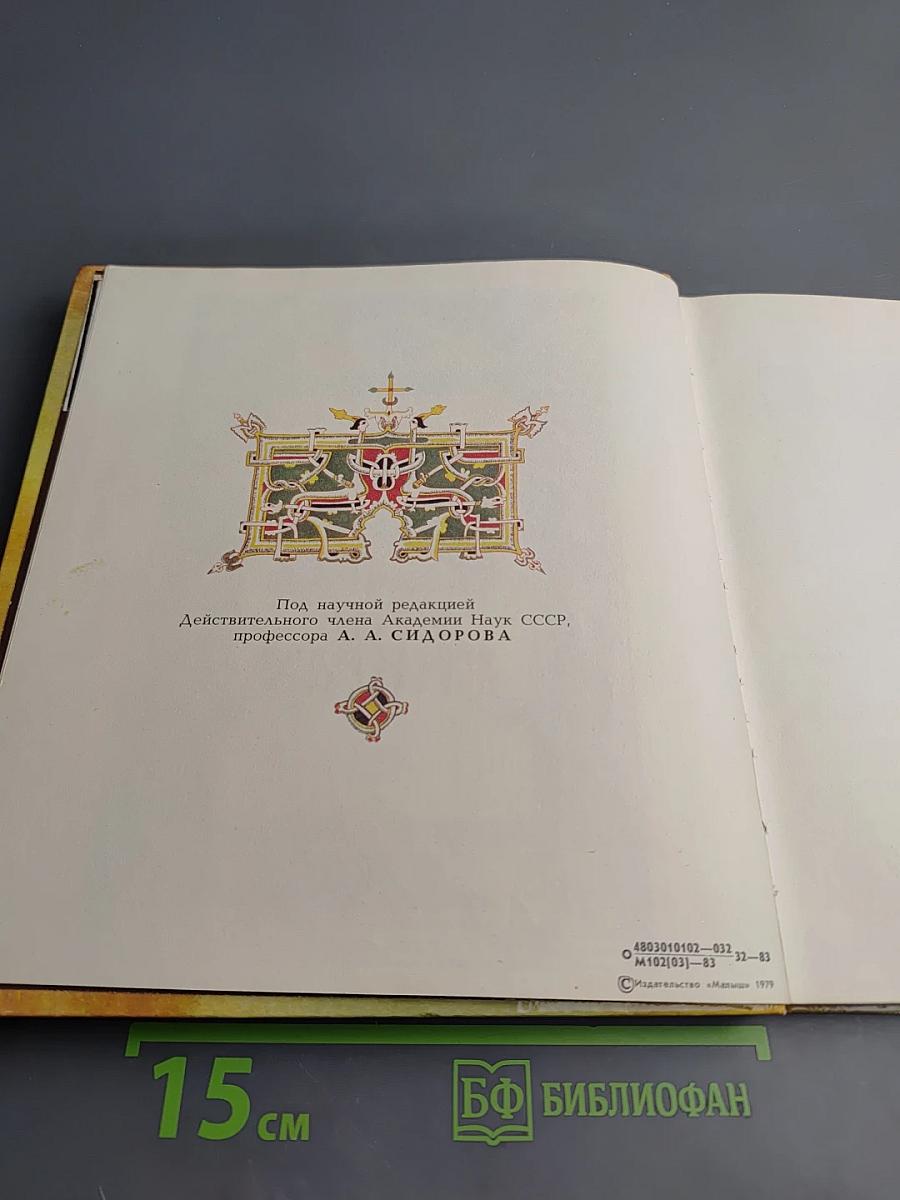 Под научной редакцией
Действительного члена Академии Наук СССР,
профессора А. А. СИДОРОВА
О 4803010102—032 32—83
М102[03]—83
© Издательство «Малыш» 1979
15 см
БФ БИБЛИОФАН